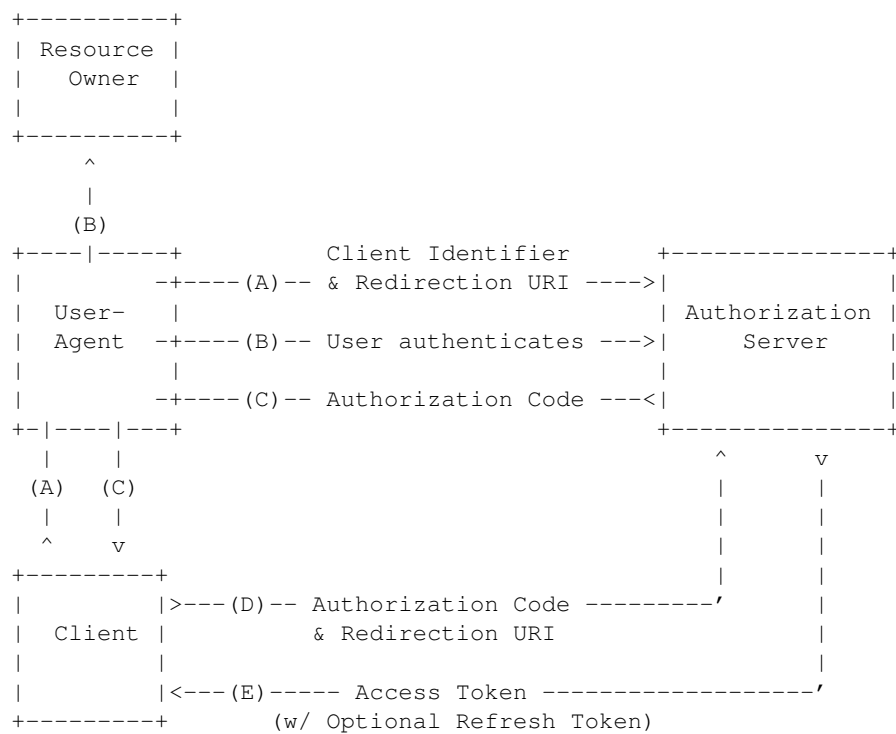 Resource
Owner
(B)
Client Identifier
(A)-- & Redirection URI
User-
Authorization
Agent
(B)-- User authenticates
Server
(C)-- Authorization Code
(A) (C)
(D)-- Authorization Code
Client
& Redirection URI
(E)----- Access Token
(w/ Optional Refresh Token)